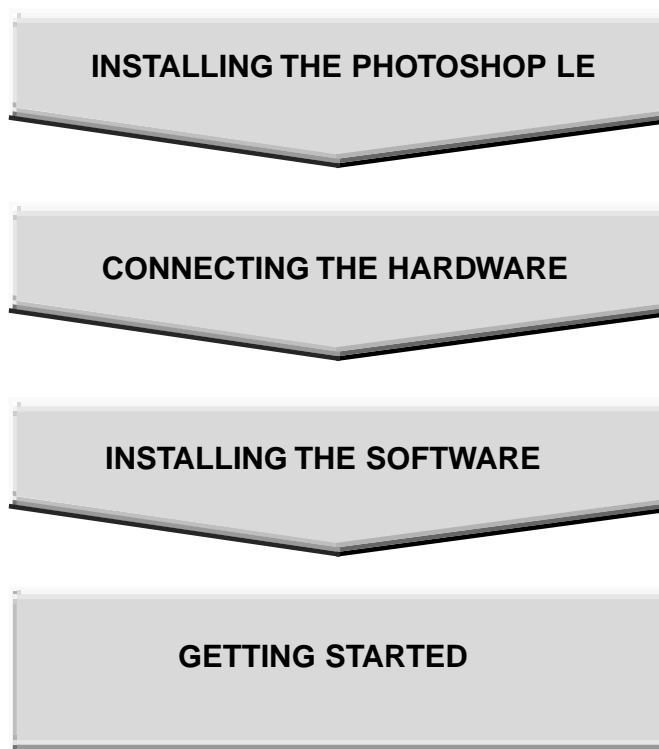 INSTALLING THE PHOTOSHOP LE
CONNECTING THE HARDWARE
INSTALLING THE SOFTWARE
GETTING STARTED